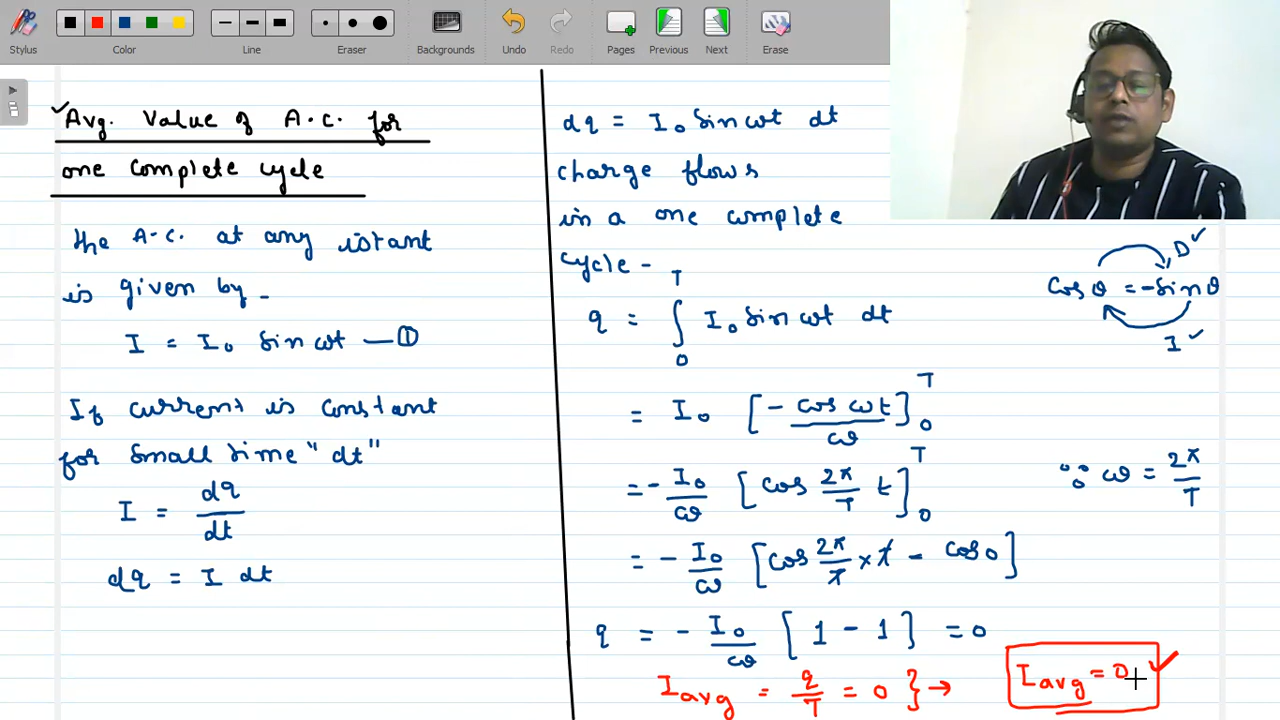 Stylus Color Line Eraser Backgrounds Undo Redo Pages Previous Next Erase
Avg. Value of A.C. for
one complete cycle
the A.C. at any istant
is given by -
I = I₀ sin ωt — ①
If current is constant
for small time "dt"
I = dq/dt
dq = I dt
dq = I₀ sin ωt dt
charge flows
in a one complete
cycle -
q = ∫₀ᵀ I₀ sin ωt dt
= I₀ [- cos ωt/ω]₀ᵀ
= - I₀/ω [cos 2π/T t]₀ᵀ
= - I₀/ω [cos 2π/T × T - cos 0]
q = - I₀/ω [1 - 1] = 0
I avg = q/T = 0 } →
D ✓
cos θ = -sin θ
I ✓
∵ ω = 2π/T
I avg = 0 ✓